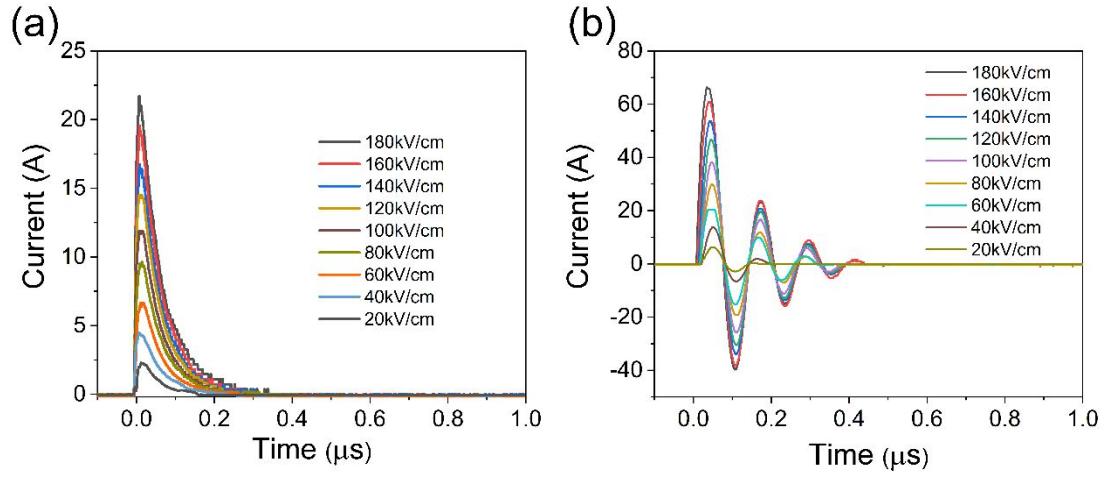 (a)
25
20
15
10
5
0
Current (A)
180kV/cm
160kV/cm
140kV/cm
120kV/cm
100kV/cm
80kV/cm
60kV/cm
40kV/cm
20kV/cm
0.0 0.2 0.4 0.6 0.8 1.0
Time (μs)
(b)
80
60
40
20
0
-20
-40
Current (A)
180kV/cm
160kV/cm
140kV/cm
120kV/cm
100kV/cm
80kV/cm
60kV/cm
40kV/cm
20kV/cm
0.0 0.2 0.4 0.6 0.8 1.0
Time (μs)